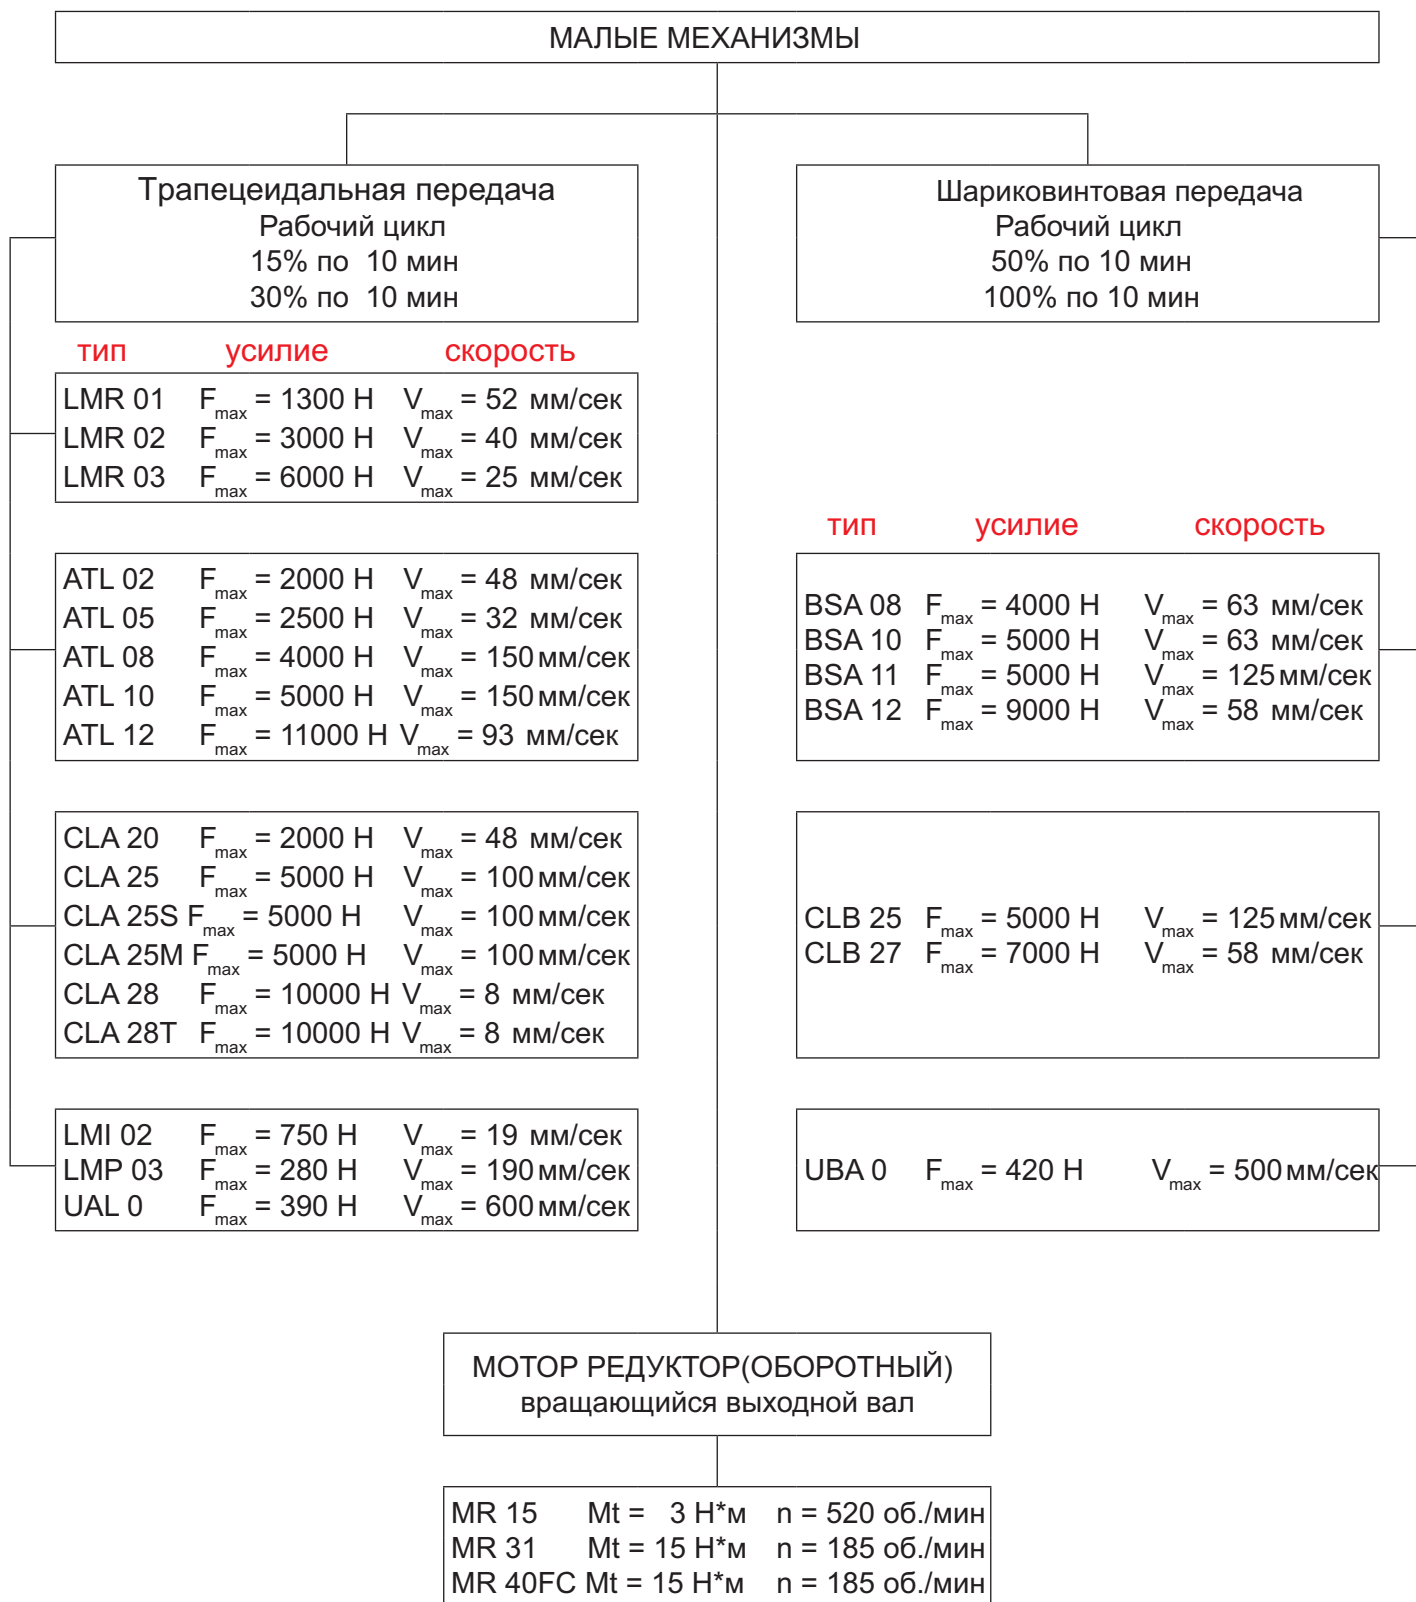 МАЛЫЕ МЕХАНИЗМЫ
Трапецеидальная передача
Рабочий цикл
15% по 10 мин
30% по 10 мин
тип усилие скорость
LMR 01 Fmax = 1300 Н Vmax = 52 мм/сек
LMR 02 Fmax = 3000 Н Vmax = 40 мм/сек
LMR 03 Fmax = 6000 Н Vmax = 25 мм/сек
ATL 02 Fmax = 2000 Н Vmax = 48 мм/сек
ATL 05 Fmax = 2500 Н Vmax = 32 мм/сек
ATL 08 Fmax = 4000 Н Vmax = 150 мм/сек
ATL 10 Fmax = 5000 Н Vmax = 150 мм/сек
ATL 12 Fmax = 11000 Н Vmax = 93 мм/сек
CLA 20 Fmax = 2000 Н Vmax = 48 мм/сек
CLA 25 Fmax = 5000 Н Vmax = 100 мм/сек
CLA 25S Fmax = 5000 Н Vmax = 100 мм/сек
CLA 25M Fmax = 5000 Н Vmax = 100 мм/сек
CLA 28 Fmax = 10000 Н Vmax = 8 мм/сек
CLA 28T Fmax = 10000 Н Vmax = 8 мм/сек
LMI 02 Fmax = 750 Н Vmax = 19 мм/сек
LMP 03 Fmax = 280 Н Vmax = 190 мм/сек
UAL 0 Fmax = 390 Н Vmax = 600 мм/сек
Шариковинтовая передача
Рабочий цикл
50% по 10 мин
100% по 10 мин
тип усилие скорость
BSA 08 Fmax = 4000 Н Vmax = 63 мм/сек
BSA 10 Fmax = 5000 Н Vmax = 63 мм/сек
BSA 11 Fmax = 5000 Н Vmax = 125 мм/сек
BSA 12 Fmax = 9000 Н Vmax = 58 мм/сек
CLB 25 Fmax = 5000 Н Vmax = 125 мм/сек
CLB 27 Fmax = 7000 Н Vmax = 58 мм/сек
UBA 0 Fmax = 420 Н Vmax = 500 мм/сек
МОТОР РЕДУКТОР(ОБОРОТНЫЙ)
вращающийся выходной вал
MR 15 Mt = 3 Н*м n = 520 об./мин
MR 31 Mt = 15 Н*м n = 185 об./мин
MR 40FC Mt = 15 Н*м n = 185 об./мин